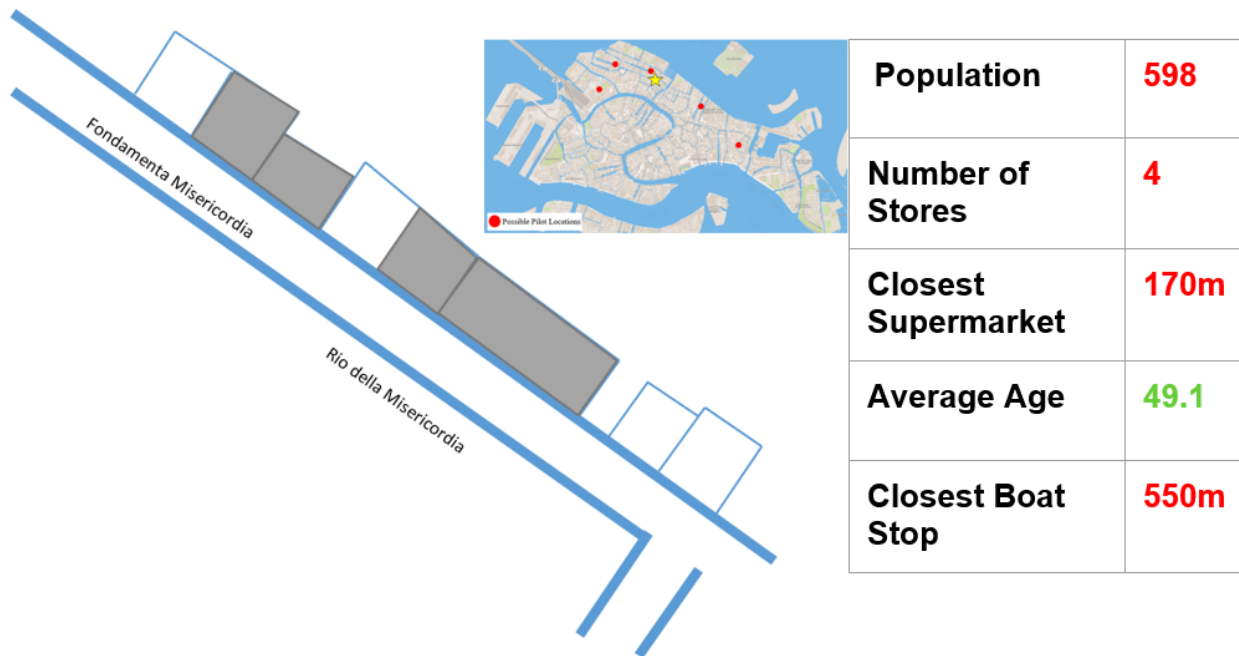 Fondamenta Misericordia
Rio della Misericordia
Possible Pilot Locations
Population 598
Number of
Stores 4
Closest
Supermarket 170m
Average Age 49.1
Closest Boat
Stop 550m